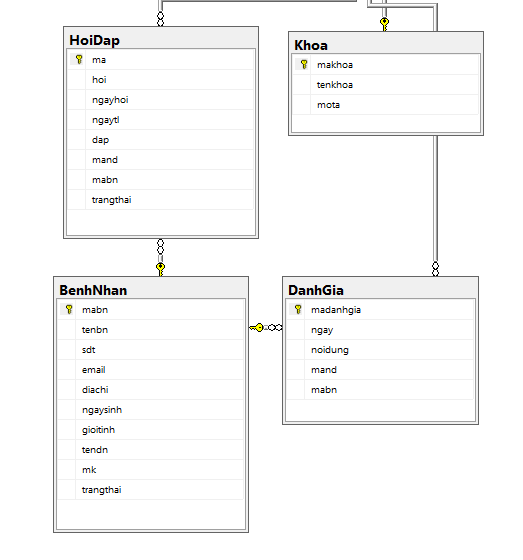 HoiDap
ma
hoi
ngayhoi
ngaytl
dap
mand
mabn
trangthai
Khoa
makhoa
tenkhoa
mota
BenhNhan
mabn
tenbn
sdt
email
diachi
ngaysinh
gioitinh
tendn
mk
trangthai
DanhGia
madanhgia
ngay
noidung
mand
mabn